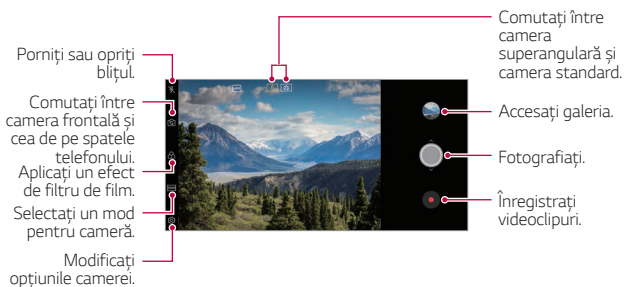 Porniți sau opriți
blițul.
Comutați între
camera frontală și
cea de pe spatele
telefonului.
Aplicați un efect
de filtru de film.
Selectați un mod
pentru cameră.
Modificați
opțiunile camerei.
Comutați între
camera
superangulară și
camera standard.
Accesați galeria.
Fotografiați.
Înregistrați
videoclipuri.